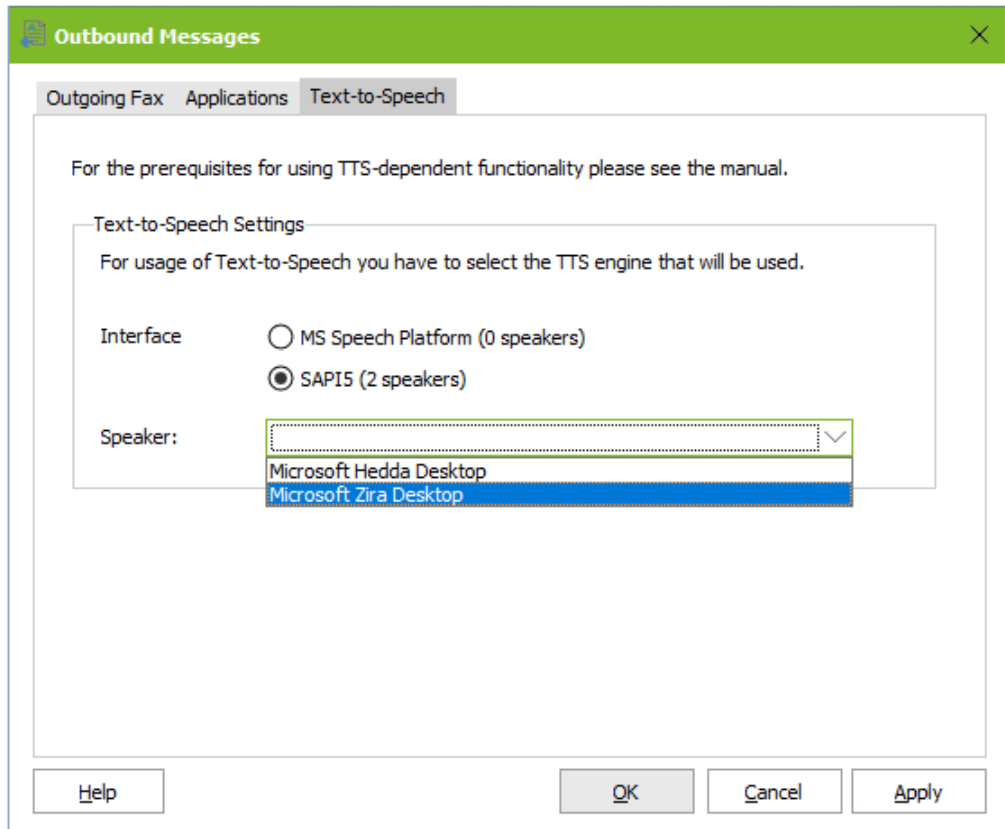 Outbound Messages
Outgoing Fax Applications Text-to-Speech
For the prerequisites for using TTS-dependent functionality please see the manual.
Text-to-Speech Settings
For usage of Text-to-Speech you have to select the TTS engine that will be used.
Interface MS Speech Platform (0 speakers)
SAPI5 (2 speakers)
Speaker:
Microsoft Hedda Desktop
Microsoft Zira Desktop
Help OK Cancel Apply